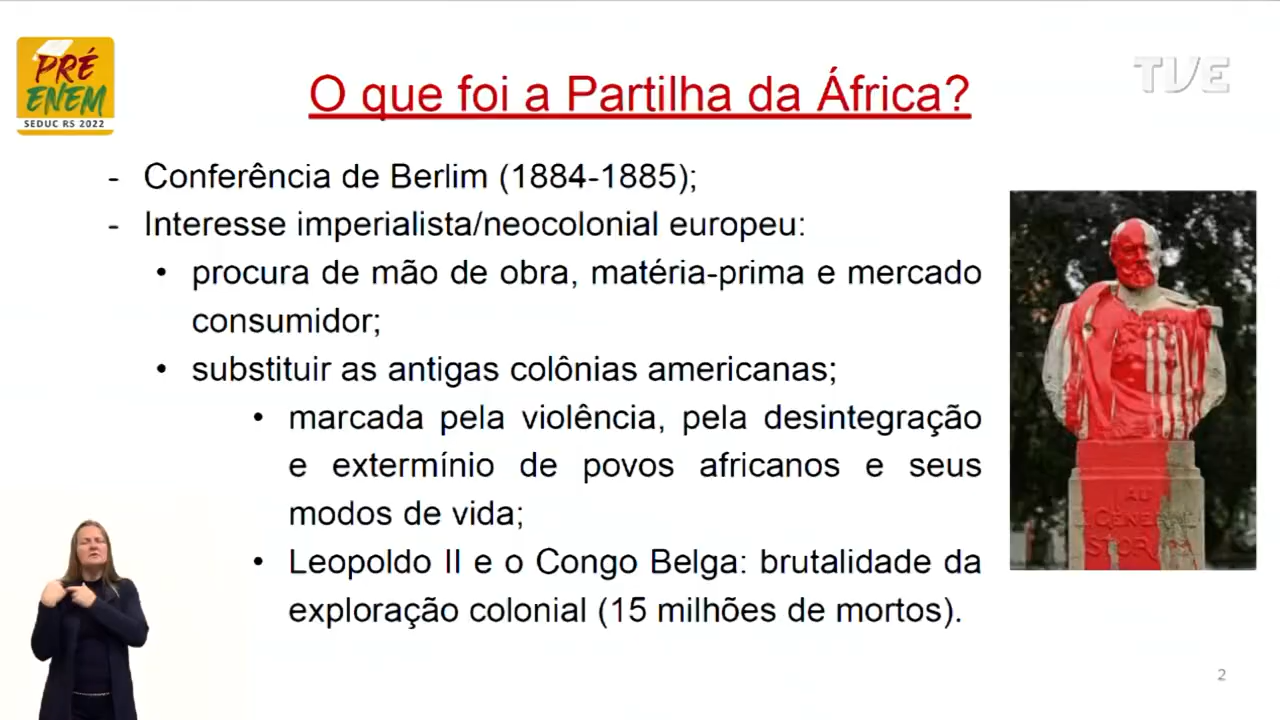 PRÉ
ENEM
SEDUC RS 2022
O que foi a Partilha da África?
TVE
- Conferência de Berlim (1884-1885);
- Interesse imperialista/neocolonial europeu:
• procura de mão de obra, matéria-prima e mercado
consumidor;
• substituir as antigas colônias americanas;
• marcada pela violência, pela desintegração
e extermínio de povos africanos e seus
modos de vida;
• Leopoldo II e o Congo Belga: brutalidade da
exploração colonial (15 milhões de mortos).
AU
GÉNÉRAL
STORMS
2